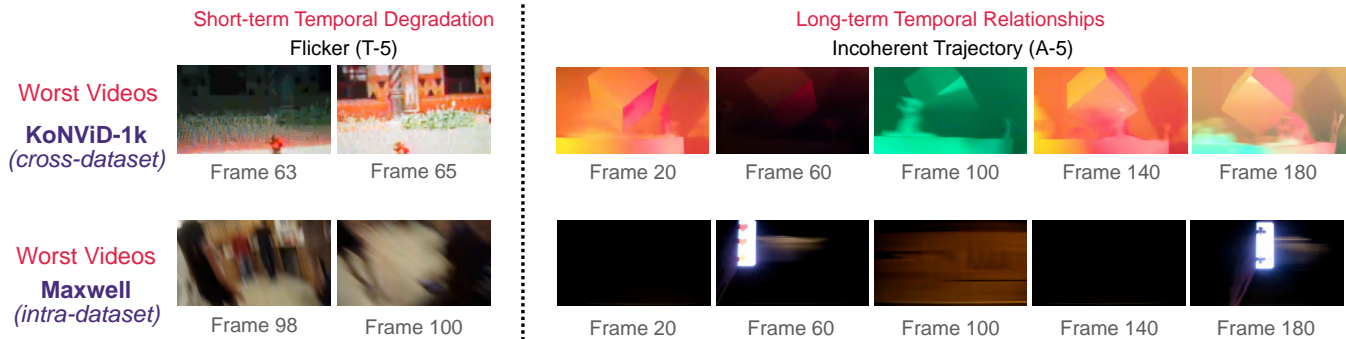 Short-term Temporal Degradation
Flicker (T-5)
Long-term Temporal Relationships
Incoherent Trajectory (A-5)
Worst Videos
KoNViD-1k
(cross-dataset)
Frame 63
Frame 65
Frame 20
Frame 60
Frame 100
Frame 140
Frame 180
Worst Videos
Maxwell
(intra-dataset)
Frame 98
Frame 100
Frame 20
Frame 60
Frame 100
Frame 140
Frame 180